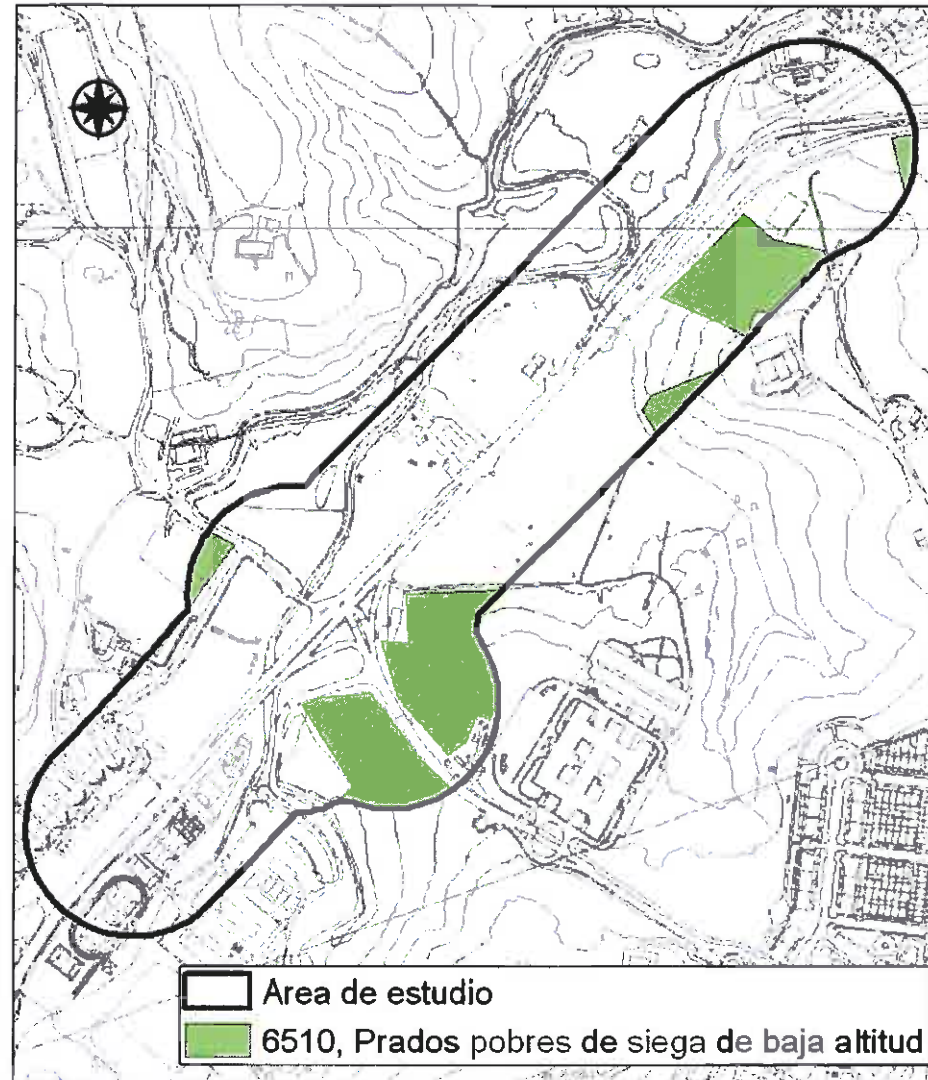 Area de estudio
6510, Prados pobres de siega de baja altitud